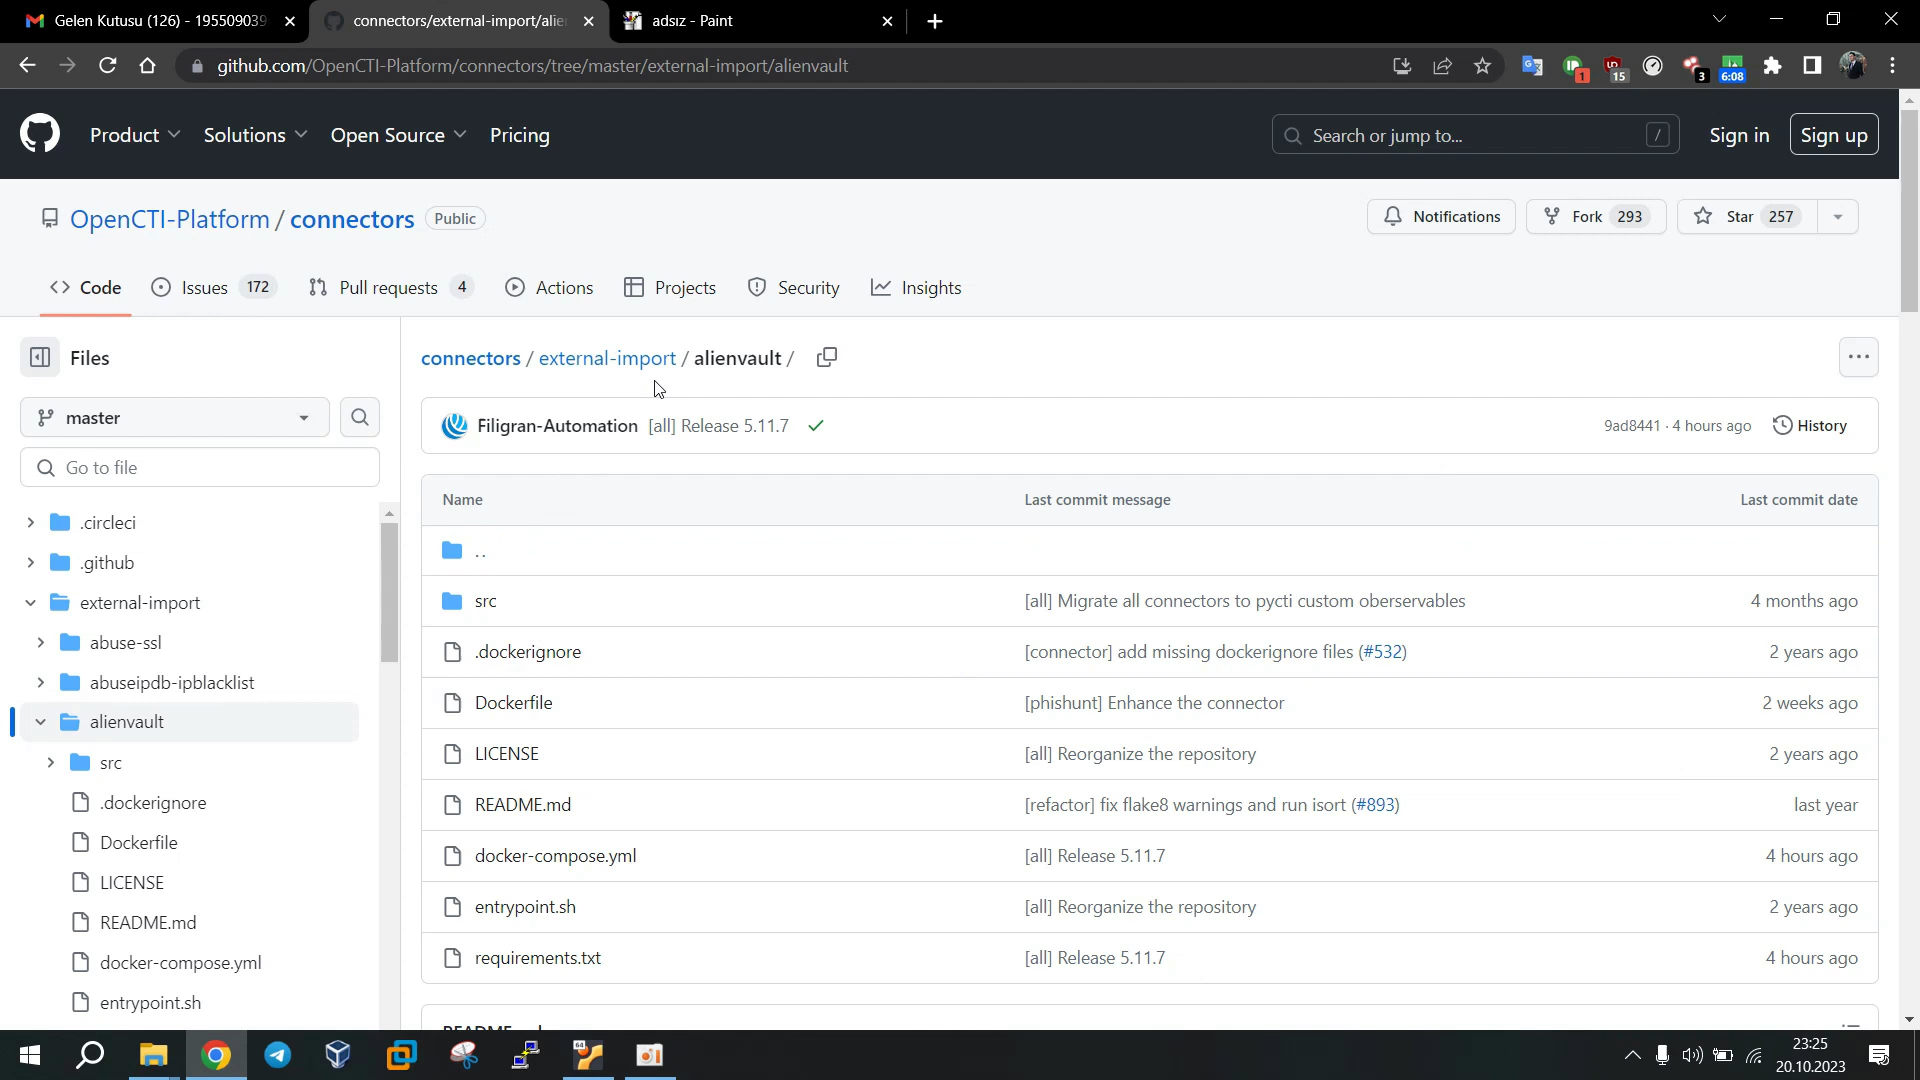 Gelen Kutusu (126) - 195509039
connectors/external-import/alie
adsız - Paint
github.com/OpenCTI-Platform/connectors/tree/master/external-import/alienvault
1
15
3
6:08
Product
Solutions
Open Source
Pricing
Search or jump to...
/
Sign in
Sign up
OpenCTI-Platform / connectors
Public
Notifications
Fork 293
Star 257
Code
Issues 172
Pull requests 4
Actions
Projects
Security
Insights
Files
master
Go to file
.circleci
.github
external-import
abuse-ssl
abuseipdb-ipblacklist
alienvault
src
.dockerignore
Dockerfile
LICENSE
README.md
docker-compose.yml
entrypoint.sh
connectors / external-import / alienvault /
Filigran-Automation [all] Release 5.11.7
9ad8441 · 4 hours ago
History
Name Last commit message Last commit date
..
src [all] Migrate all connectors to pycti custom oberservables 4 months ago
.dockerignore [connector] add missing dockerignore files (#532) 2 years ago
Dockerfile [phishunt] Enhance the connector 2 weeks ago
LICENSE [all] Reorganize the repository 2 years ago
README.md [refactor] fix flake8 warnings and run isort (#893) last year
docker-compose.yml [all] Release 5.11.7 4 hours ago
entrypoint.sh [all] Reorganize the repository 2 years ago
requirements.txt [all] Release 5.11.7 4 hours ago
README.md
64
23:25
20.10.2023